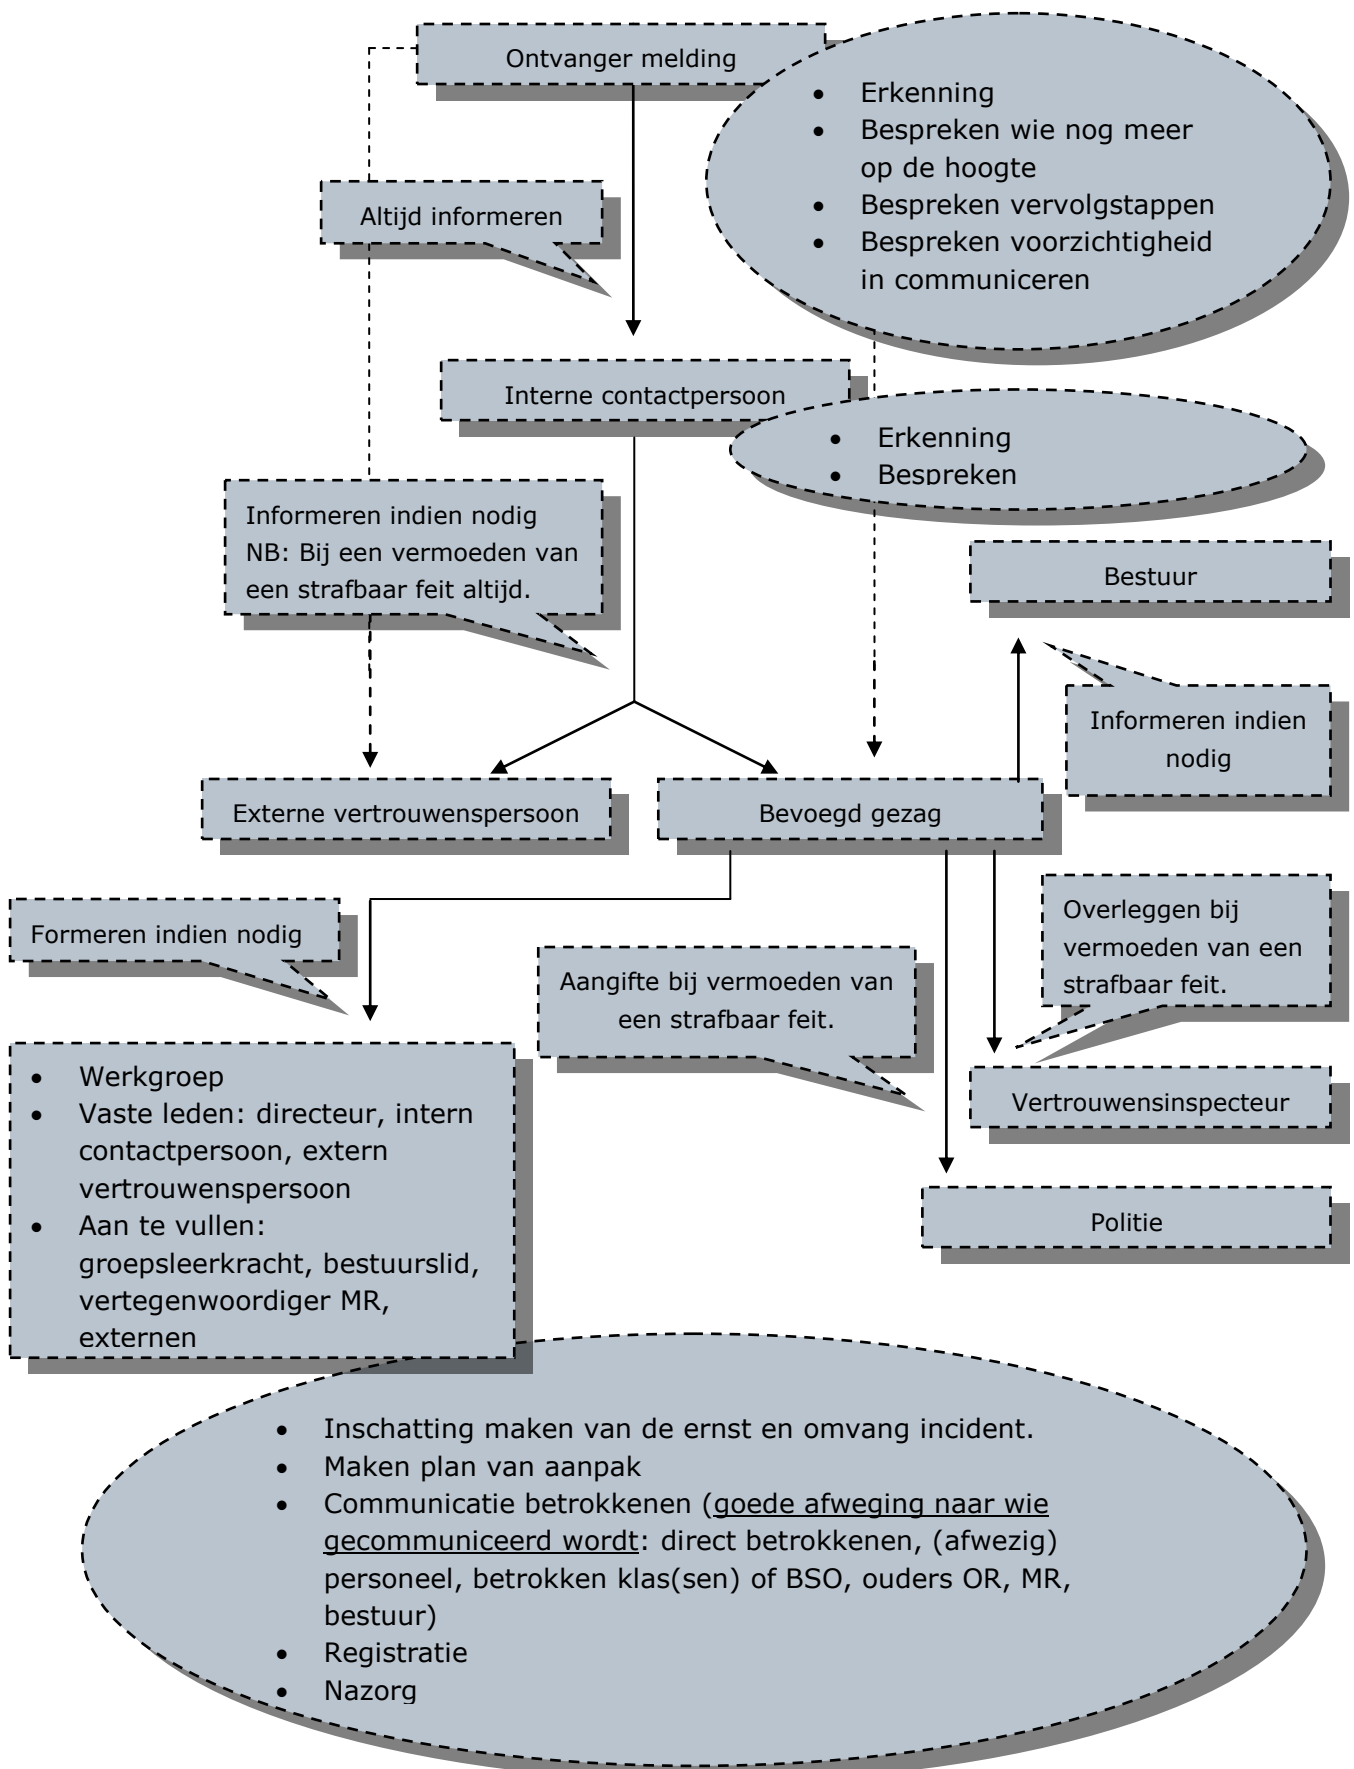 Ontvanger melding
• Erkenning
• Bespreken wie nog meer
op de hoogte
• Bespreken vervolgstappen
• Bespreken voorzichtigheid
in communiceren
Altijd informeren
Interne contactpersoon
• Erkenning
• Bespreken
Informeren indien nodig
NB: Bij een vermoeden van
een strafbaar feit altijd.
Bestuur
Informeren indien
nodig
Externe vertrouwenspersoon
Bevoegd gezag
Formeren indien nodig
Overleggen bij
vermoeden van een
strafbaar feit.
Aangifte bij vermoeden van
een strafbaar feit.
• Werkgroep
• Vaste leden: directeur, intern
contactpersoon, extern
vertrouwenspersoon
• Aan te vullen:
groepsleerkracht, bestuurslid,
vertegenwoordiger MR,
externen
Vertrouwensinspecteur
Politie
• Inschatting maken van de ernst en omvang incident.
• Maken plan van aanpak
• Communicatie betrokkenen (goede afweging naar wie
gecommuniceerd wordt: direct betrokkenen, (afwezig)
personeel, betrokken klas(sen) of BSO, ouders OR, MR,
bestuur)
• Registratie
• Nazorg